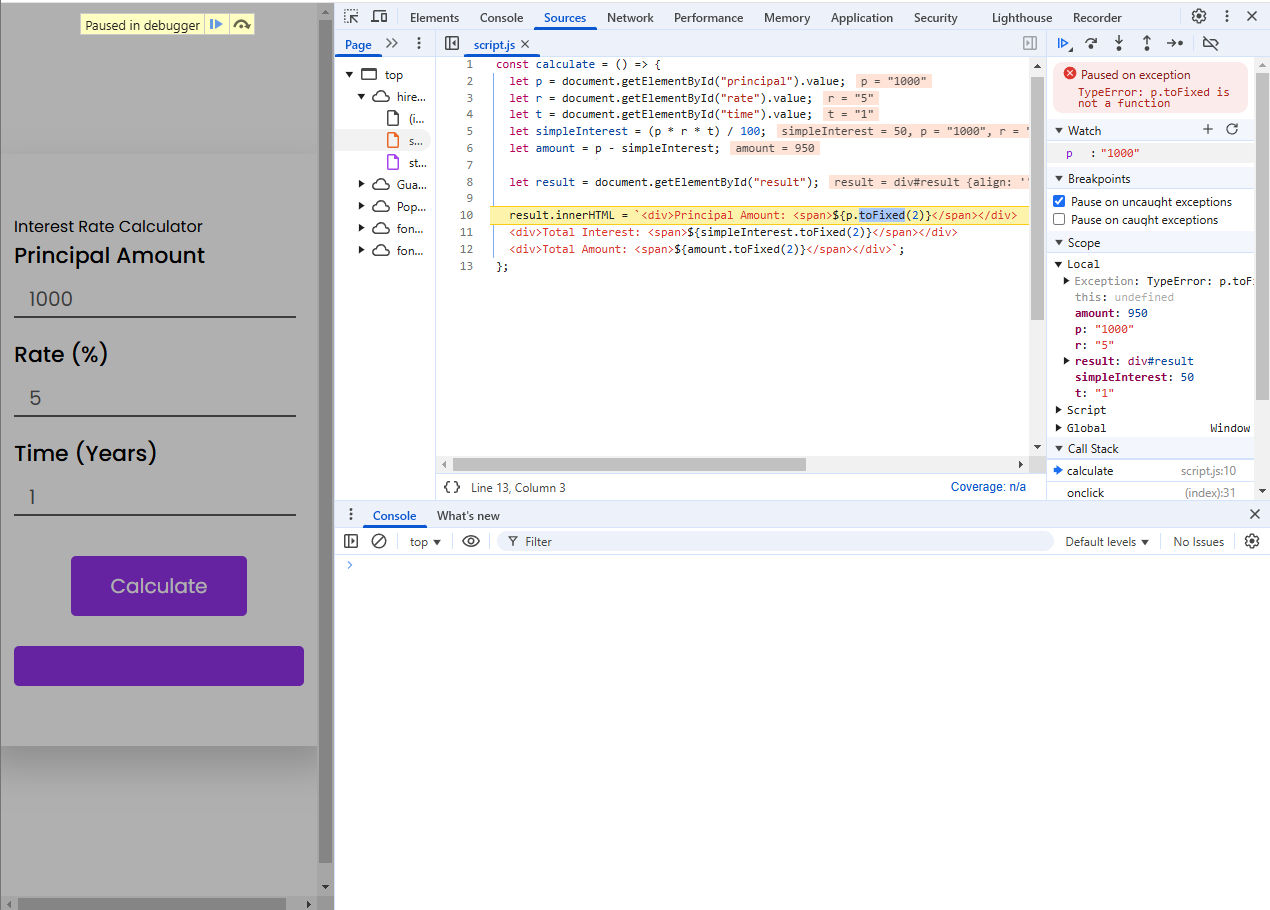 Paused in debugger
Interest Rate Calculator
Principal Amount
1000
Rate (%)
5
Time (Years)
1
Calculate
Elements Console Sources Network Performance Memory Application Security Lighthouse Recorder
Page
script.js
top
hire...
(i...
s...
st...
Gua...
Pop...
fon...
fon...
1 const calculate = () => {
2 let p = document.getElementById("principal").value; p = "1000"
3 let r = document.getElementById("rate").value; r = "5"
4 let t = document.getElementById("time").value; t = "1"
5 let simpleInterest = (p * r * t) / 100; simpleInterest = 50, p = "1000", r = "
6 let amount = p - simpleInterest; amount = 950
7
8 let result = document.getElementById("result"); result = div#result {align: '
9
10 result.innerHTML = `<div>Principal Amount: <span>${p.toFixed(2)}</span></div>
11 <div>Total Interest: <span>${simpleInterest.toFixed(2)}</span></div>
12 <div>Total Amount: <span>${amount.toFixed(2)}</span></div>`;
13 };
{} Line 13, Column 3
Coverage: n/a
Paused on exception
TypeError: p.toFixed is
not a function
Watch
p : "1000"
Breakpoints
Pause on uncaught exceptions
Pause on caught exceptions
Scope
Local
Exception: TypeError: p.toF
this: undefined
amount: 950
p: "1000"
r: "5"
result: div#result
simpleInterest: 50
t: "1"
Script
Global Window
Call Stack
calculate script.js:10
onclick (index):31
Console What's new
top
Filter
Default levels
No Issues